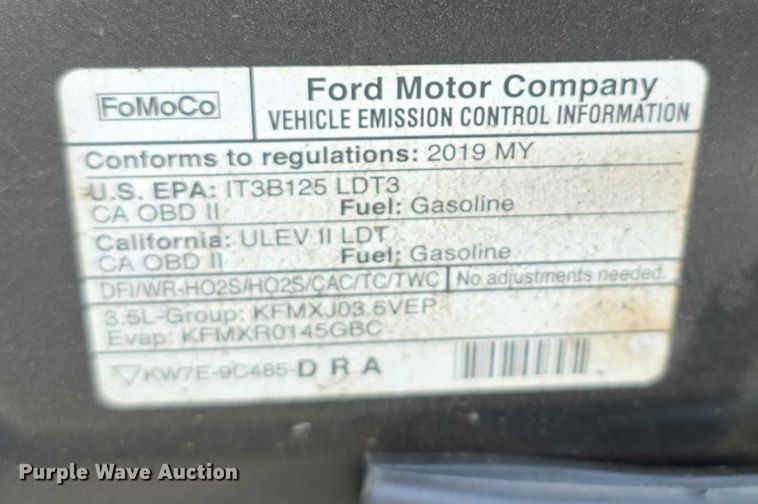 FoMoCo
Ford Motor Company
VEHICLE EMISSION CONTROL INFORMATION
Conforms to regulations: 2019 MY
U.S. EPA: IT3B125 LDT3
CA OBD II Fuel: Gasoline
California: ULEV II LDT
CA OBD II Fuel: Gasoline
DFI/WR-HO2S/HO2S/CAC/TC/TWC No adjustments needed.
3.5L-Group: KFMXJ03.5VEP
Evap: KFMXR0145GBC
KW7E-9C485-DRA
Purple Wave Auction